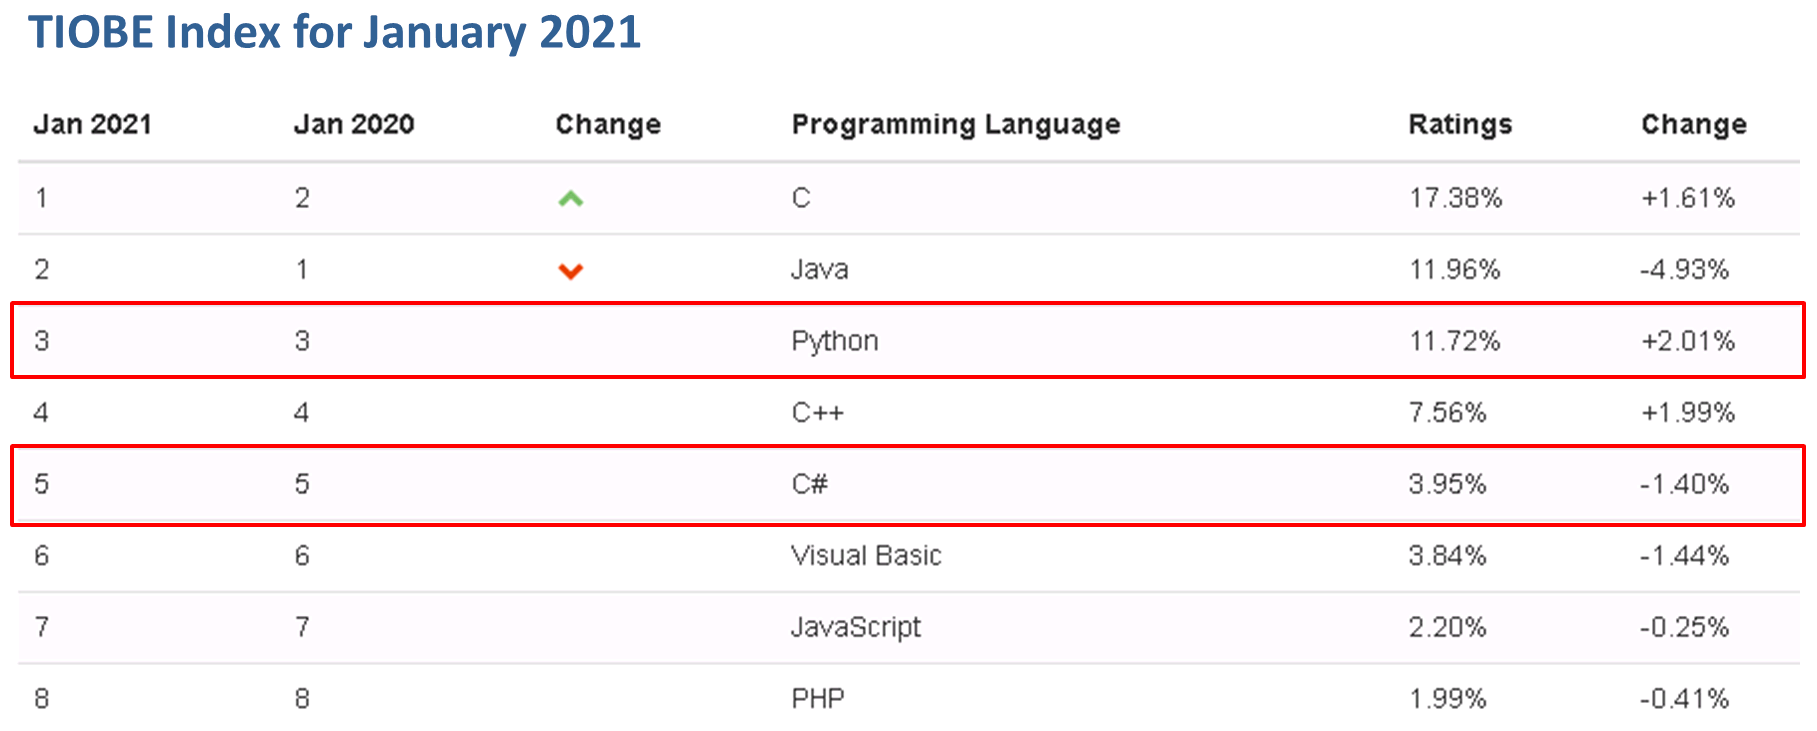 TIOBE Index for January 2021
Jan 2021 Jan 2020 Change Programming Language Ratings Change
1 2 C 17.38% +1.61%
2 1 Java 11.96% -4.93%
3 3 Python 11.72% +2.01%
4 4 C++ 7.56% +1.99%
5 5 C# 3.95% -1.40%
6 6 Visual Basic 3.84% -1.44%
7 7 JavaScript 2.20% -0.25%
8 8 PHP 1.99% -0.41%